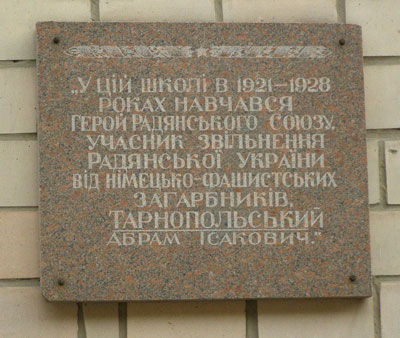 „У ЦІЙ ШКОЛІ В 1921–1928
РОКАХ НАВЧАВСЯ
ГЕРОЙ РАДЯНСЬКОГО СОЮЗУ,
УЧАСНИК ЗВІЛЬНЕННЯ
РАДЯНСЬКОЇ УКРАЇНИ
ВІД НІМЕЦЬКО-ФАШИСТСЬКИХ
ЗАГАРБНИКІВ,
ТАРНОПОЛЬСЬКИЙ
АБРАМ ІСАКОВИЧ."